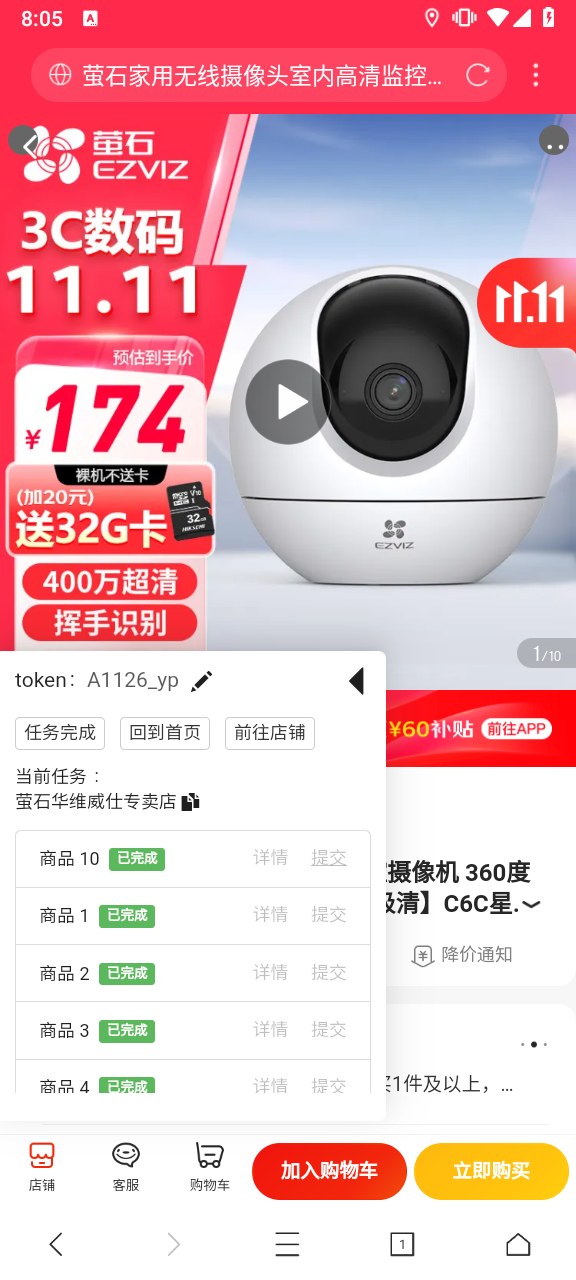 8:05
萤石家用无线摄像头室内高清监控...
萤石
EZVIZ
3C数码
11.11
11.11
预估到手价
¥174
裸机不送卡
(加20元)
送32G卡
400万超清
挥手识别
EZVIZ
1/10
token：A1126_yp
任务完成 回到首页 前往店铺
¥60补贴 前往APP
当前任务：
萤石华维威仕专卖店
商品 10 已完成 详情 提交
摄像机 360度
商品 1 已完成 详情 提交
清】C6C星.
降价通知
商品 2 已完成 详情 提交
商品 3 已完成 详情 提交
商品 4 已完成 详情 提交
买1件及以上，...
店铺 客服 购物车 加入购物车 立即购买
1